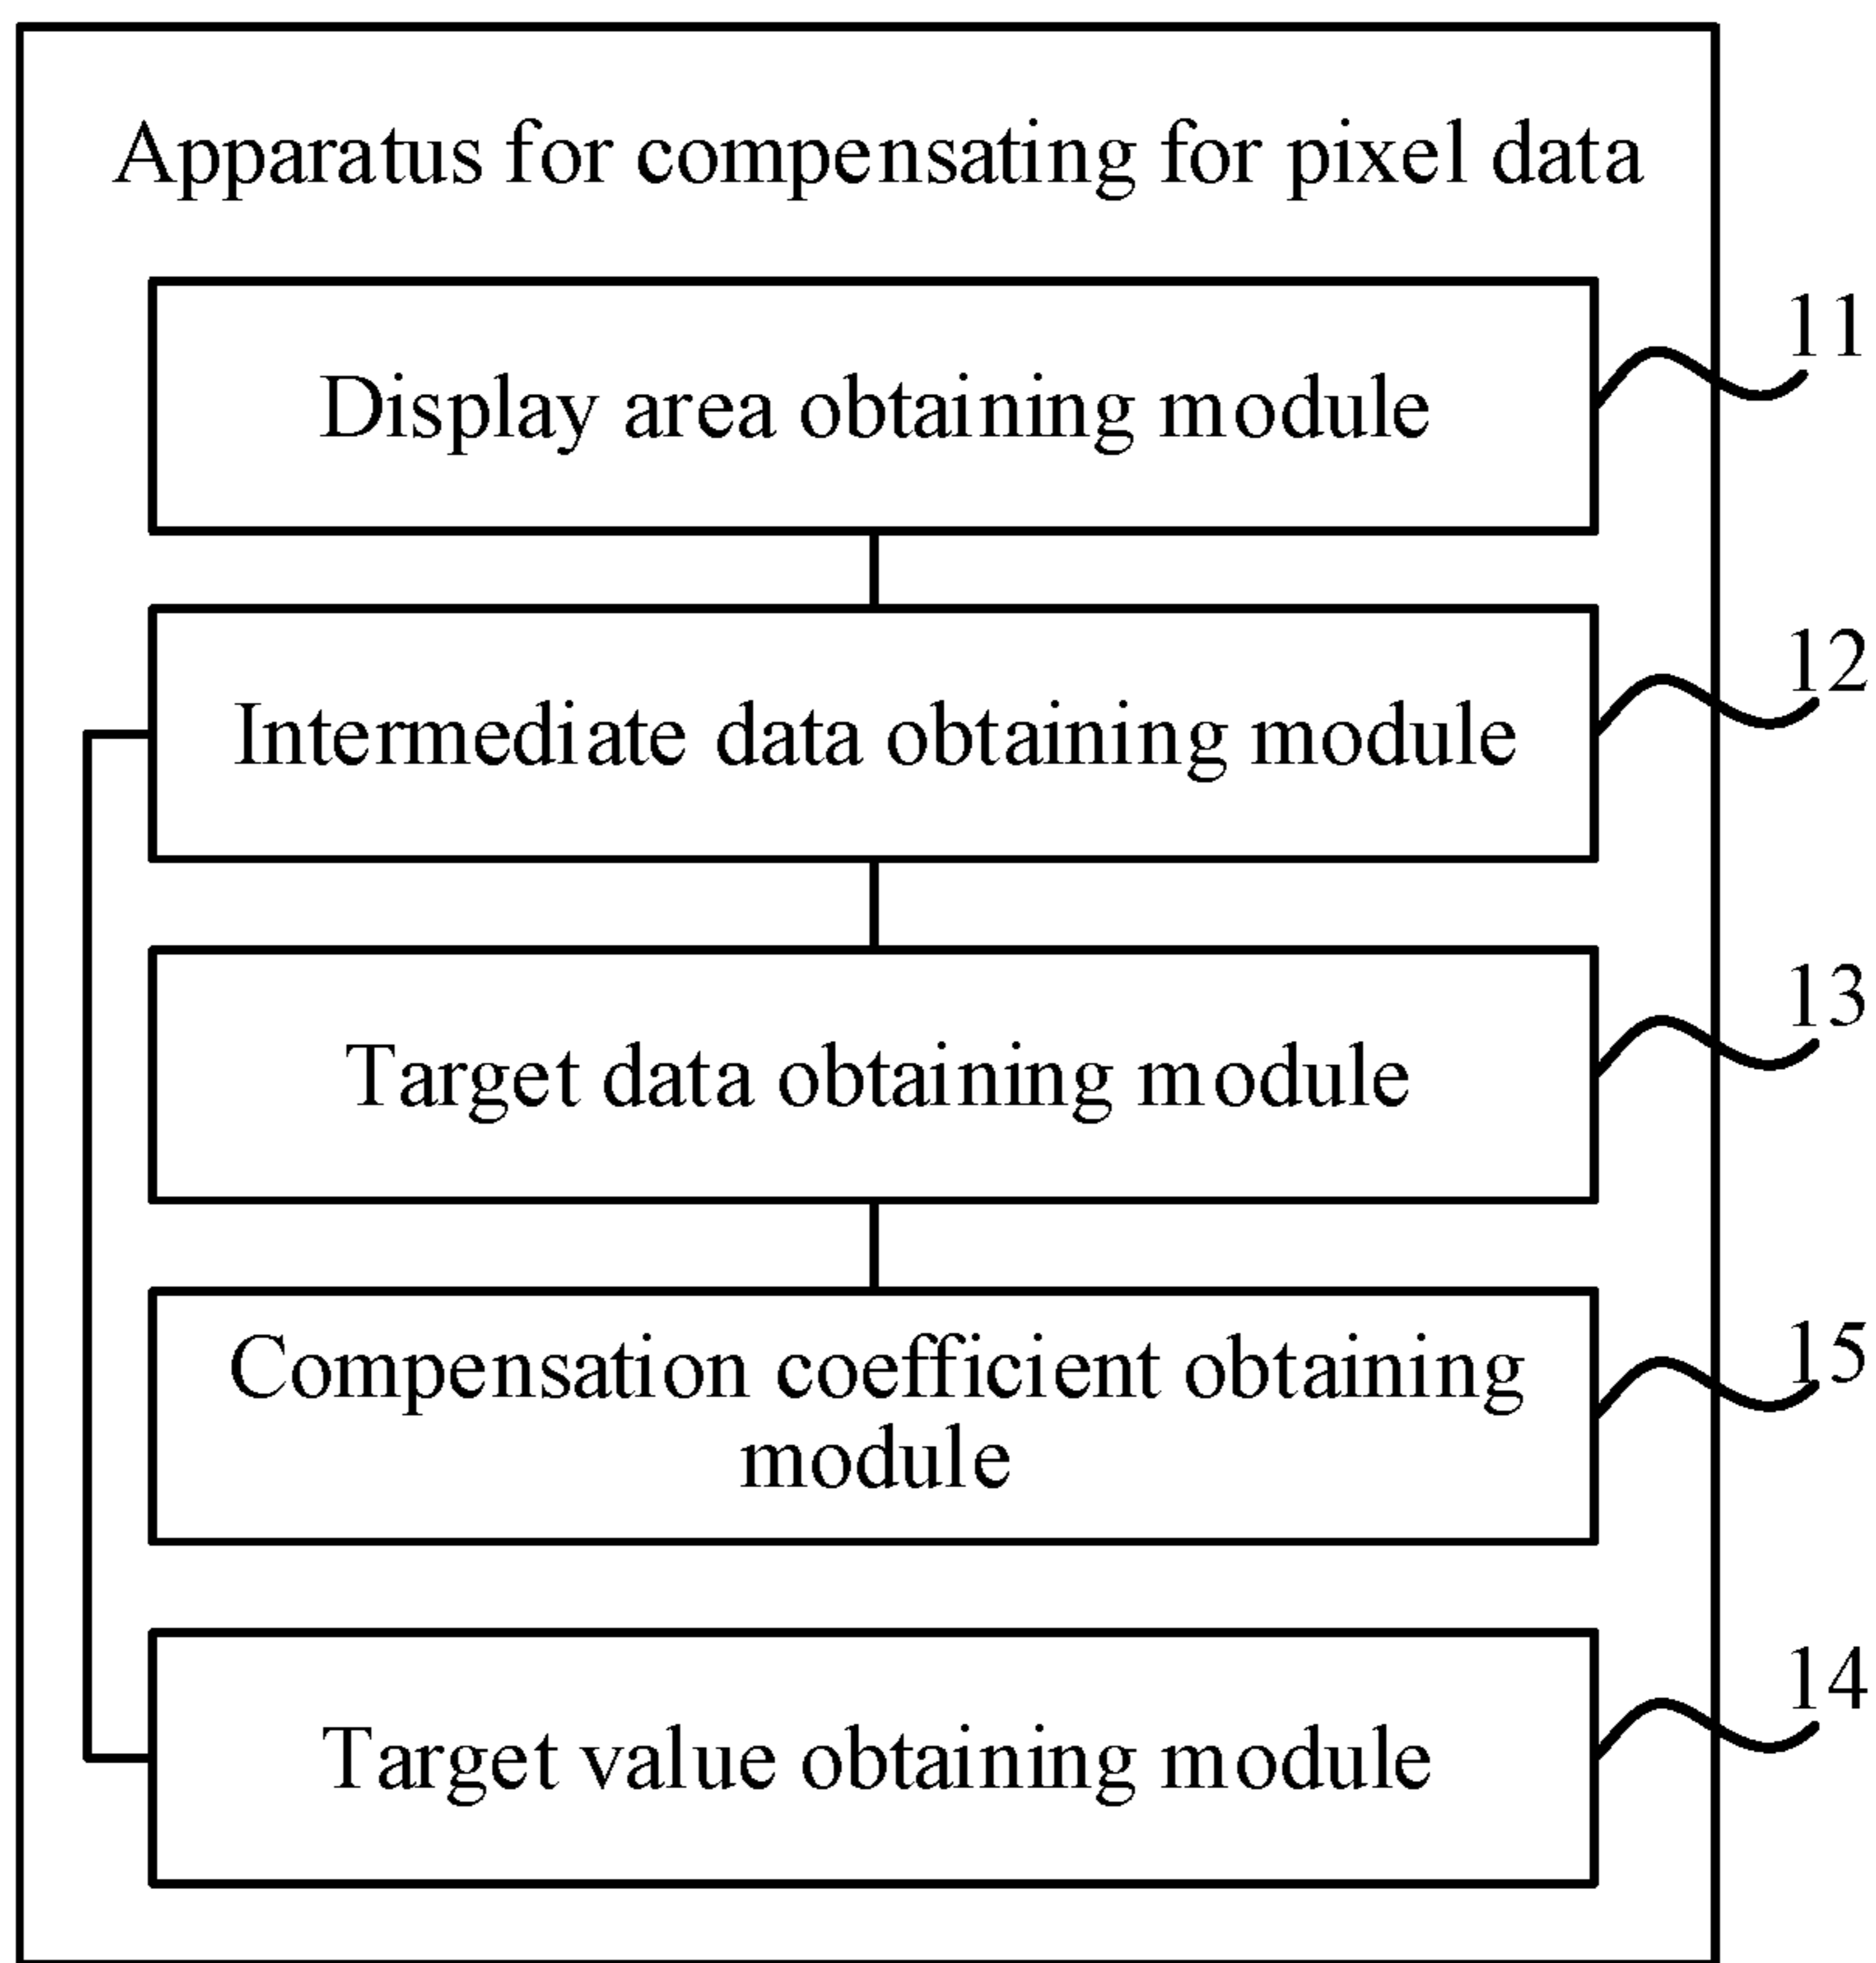 Apparatus for compensating for pixel data
Display area obtaining module
11
Intermediate data obtaining module
12
Target data obtaining module
13
Compensation coefficient obtaining
module
15
Target value obtaining module
14